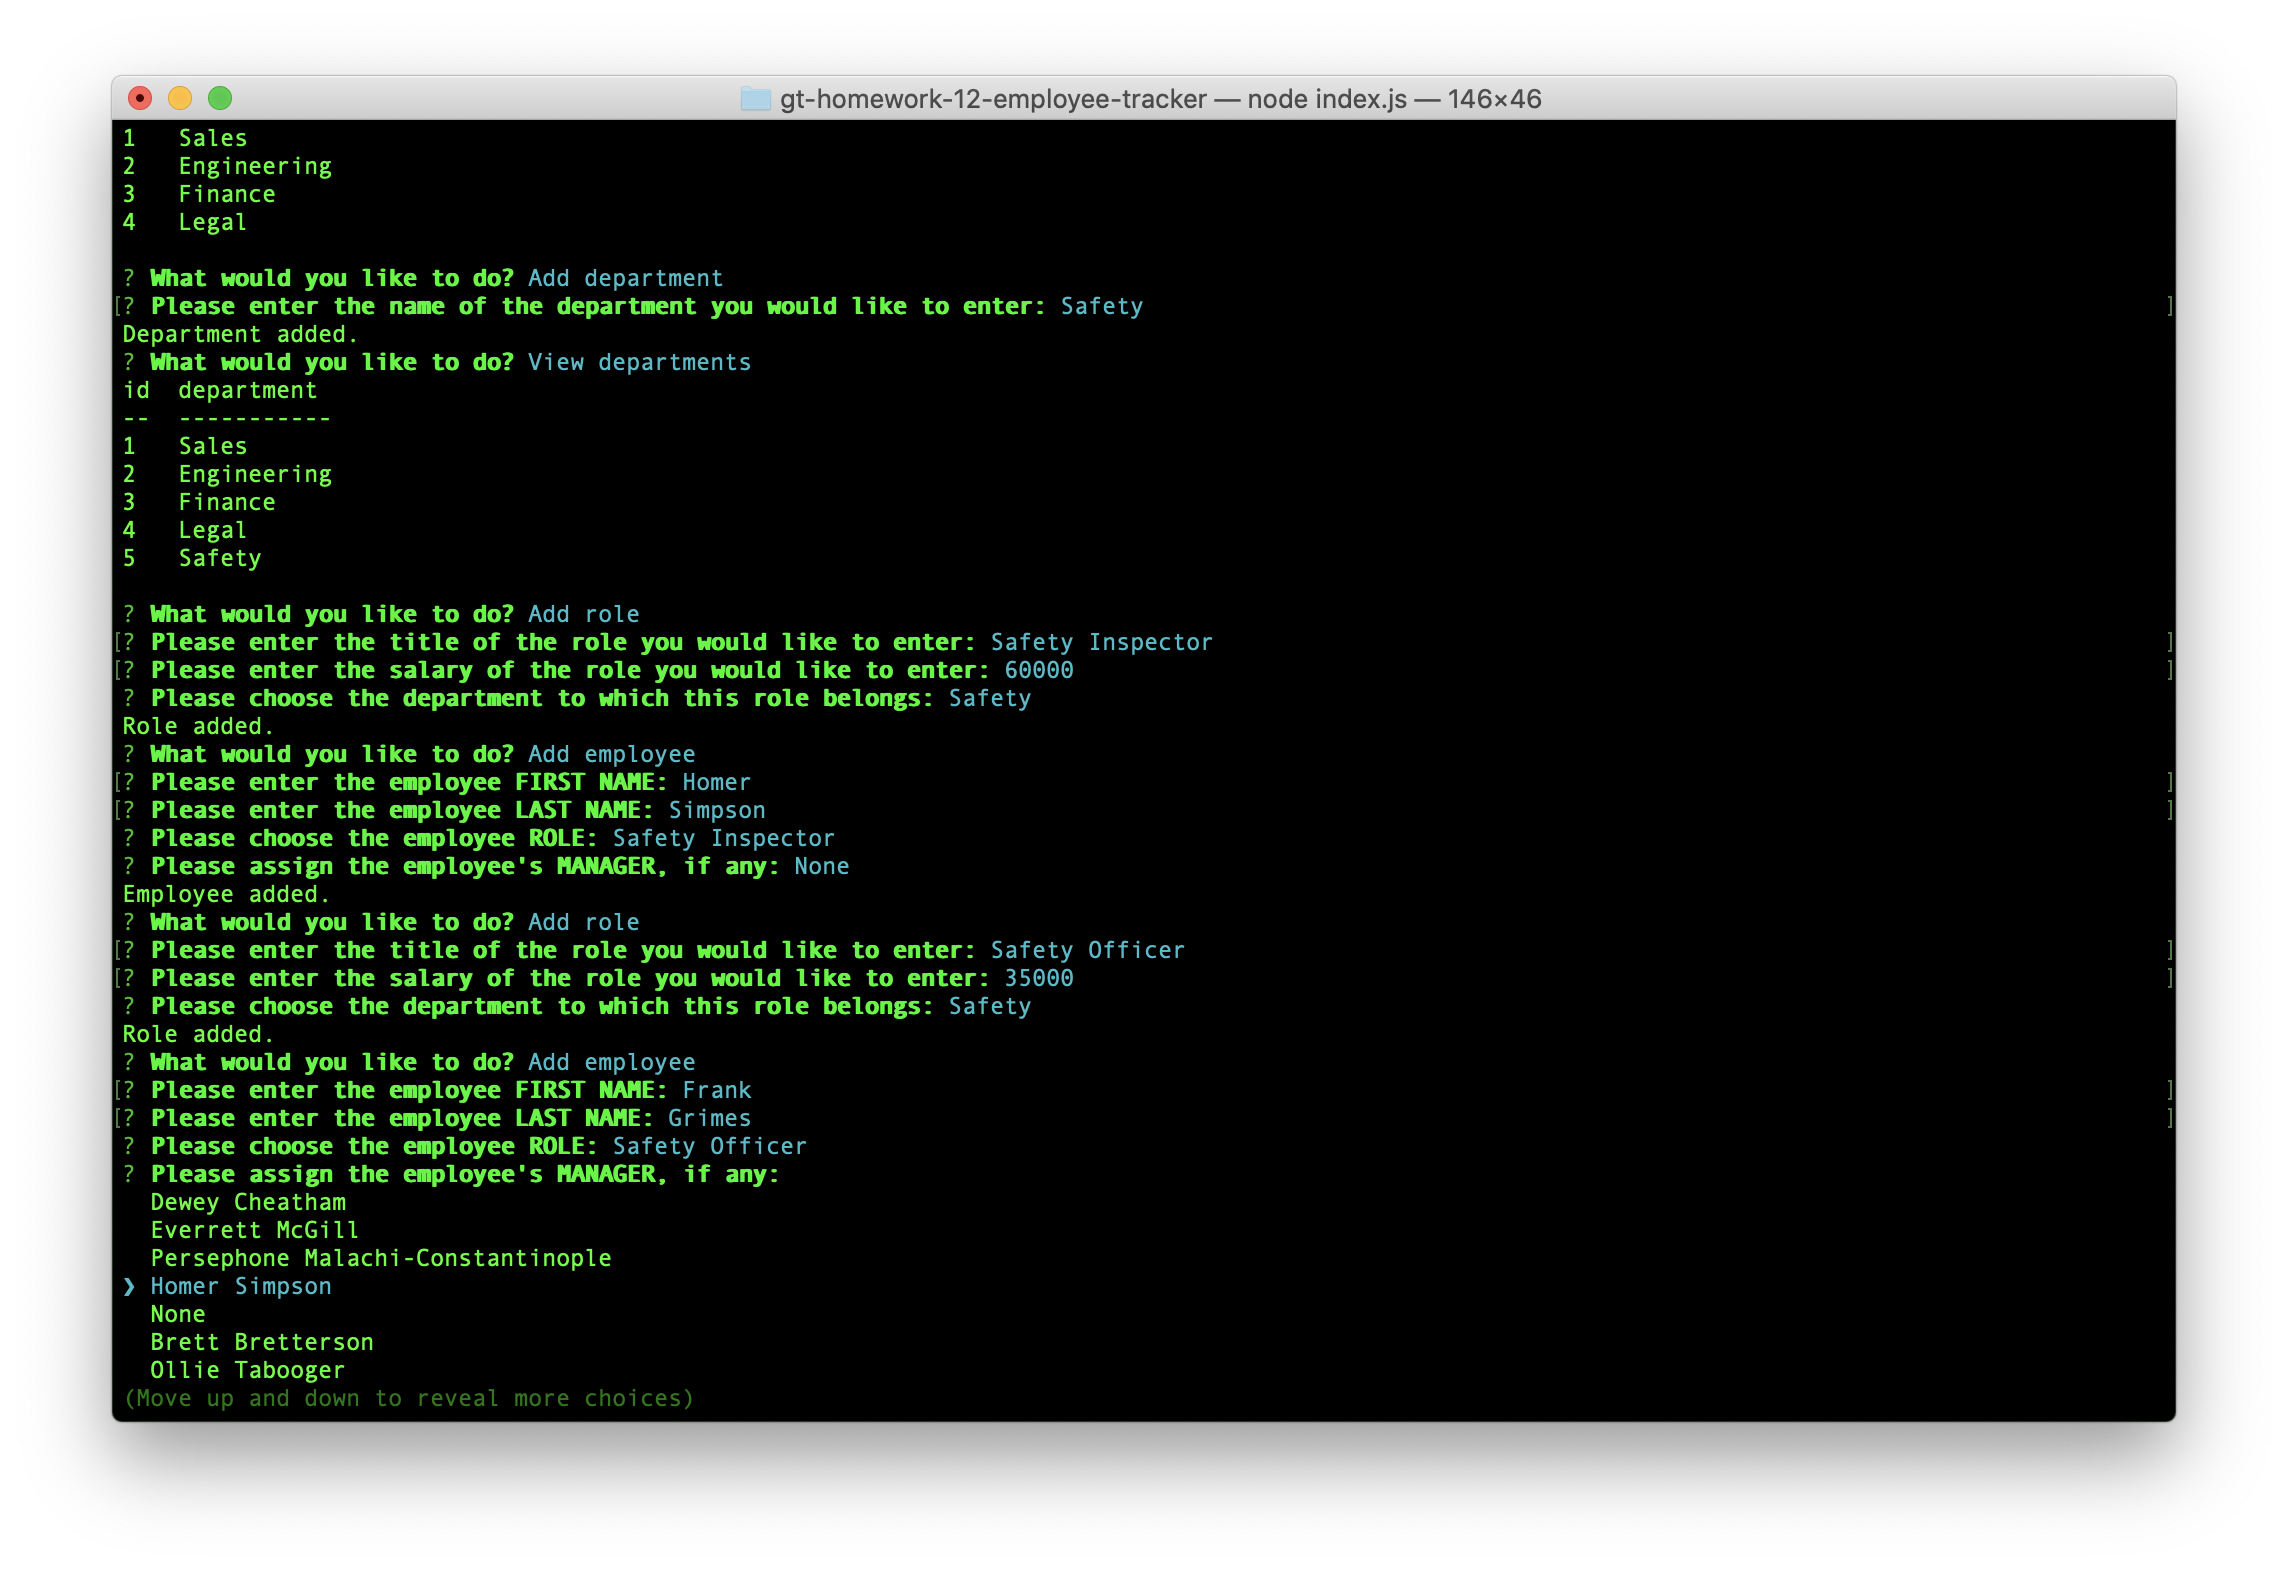 gt-homework-12-employee-tracker — node index.js — 146×46
1   Sales
2   Engineering
3   Finance
4   Legal
? What would you like to do? Add department
[? Please enter the name of the department you would like to enter: Safety ]
Department added.
? What would you like to do? View departments
id  department
--  -----------
1   Sales
2   Engineering
3   Finance
4   Legal
5   Safety
? What would you like to do? Add role
[? Please enter the title of the role you would like to enter: Safety Inspector ]
[? Please enter the salary of the role you would like to enter: 60000 ]
? Please choose the department to which this role belongs: Safety
Role added.
? What would you like to do? Add employee
[? Please enter the employee FIRST NAME: Homer ]
[? Please enter the employee LAST NAME: Simpson ]
? Please choose the employee ROLE: Safety Inspector
? Please assign the employee's MANAGER, if any: None
Employee added.
? What would you like to do? Add role
[? Please enter the title of the role you would like to enter: Safety Officer ]
[? Please enter the salary of the role you would like to enter: 35000 ]
? Please choose the department to which this role belongs: Safety
Role added.
? What would you like to do? Add employee
[? Please enter the employee FIRST NAME: Frank ]
[? Please enter the employee LAST NAME: Grimes ]
? Please choose the employee ROLE: Safety Officer
? Please assign the employee's MANAGER, if any:
Dewey Cheatham
Everrett McGill
Persephone Malachi-Constantinople
❯ Homer Simpson
None
Brett Bretterson
Ollie Tabooger
(Move up and down to reveal more choices)